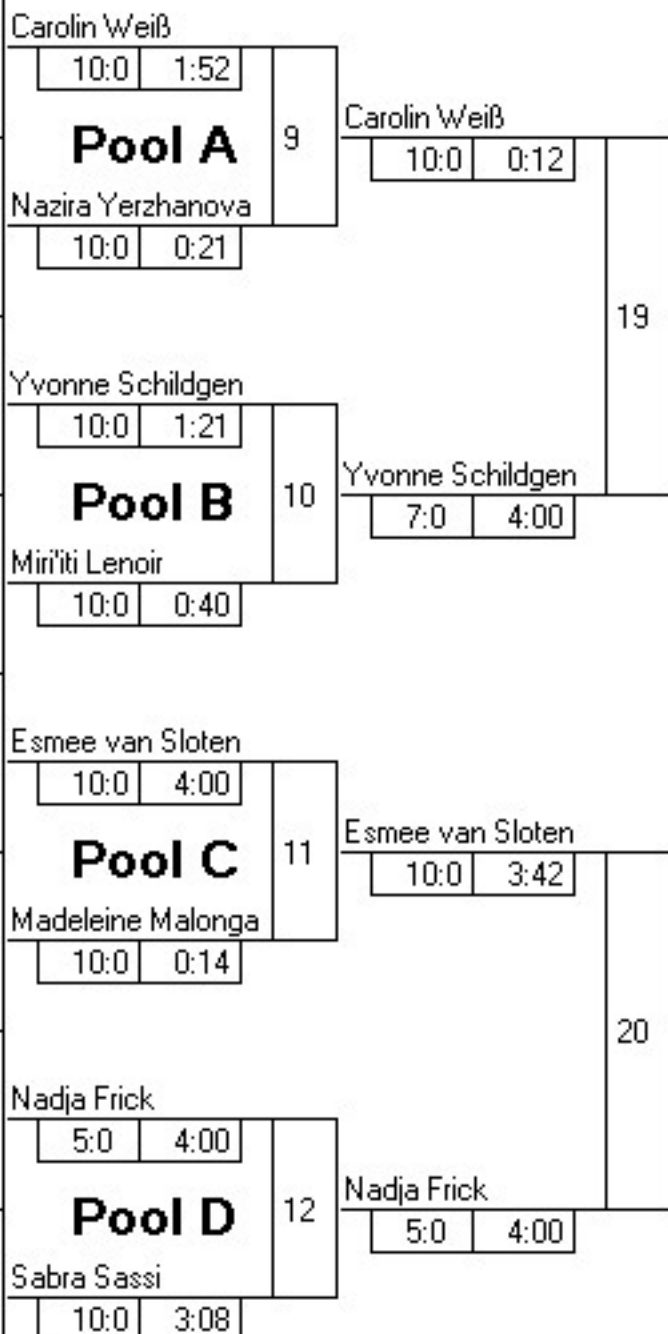 Carolin Weiß
10:0 1:52
Pool A
9
Nazira Yerzhanova
10:0 0:21
Carolin Weiß
10:0 0:12
19
Yvonne Schildgen
10:0 1:21
Pool B
10
Miri'iti Lenoir
10:0 0:40
Yvonne Schildgen
7:0 4:00
Esmee van Sloten
10:0 4:00
Pool C
11
Madeleine Malonga
10:0 0:14
Esmee van Sloten
10:0 3:42
20
Nadja Frick
5:0 4:00
Pool D
12
Sabra Sassi
10:0 3:08
Nadja Frick
5:0 4:00